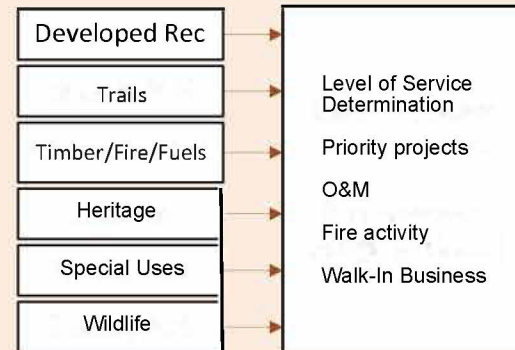 Developed Rec
Trails
Timber/Fire/Fuels
Heritage
Special Uses
Wildlife
Level of Service
Determination
Priority projects
O&M
Fire activity
Walk-In Business